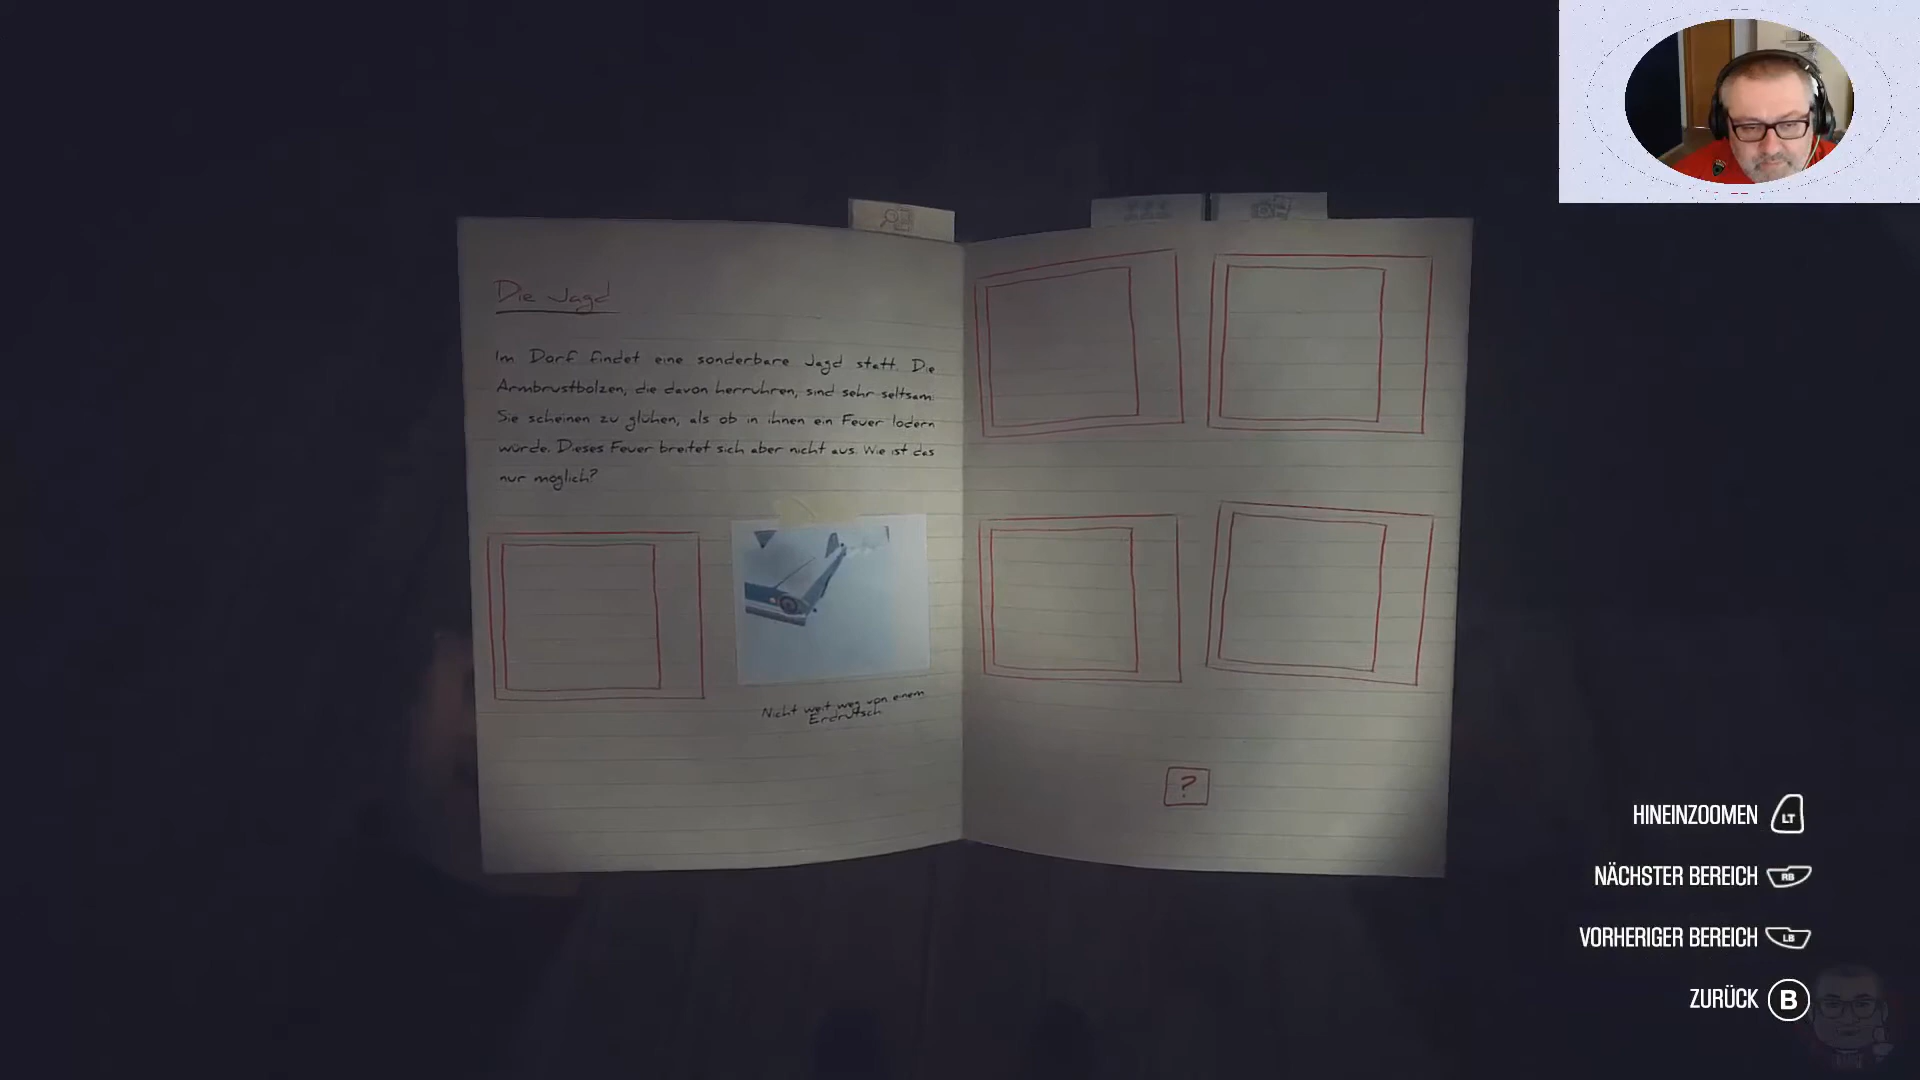 Die Jagd
Im Dorf findet eine sonderbare Jagd statt. Die
Armbrustbolzen, die davon herrühren, sind sehr seltsam.
Sie scheinen zu glühen, als ob in ihnen ein Feuer lodern
würde. Dieses Feuer breitet sich aber nicht aus. Wie ist das
nur möglich?
Nicht weit weg von einem
Erdrutsch
?
HINEINZOOMEN LT
NÄCHSTER BEREICH RB
VORHERIGER BEREICH LB
ZURÜCK B